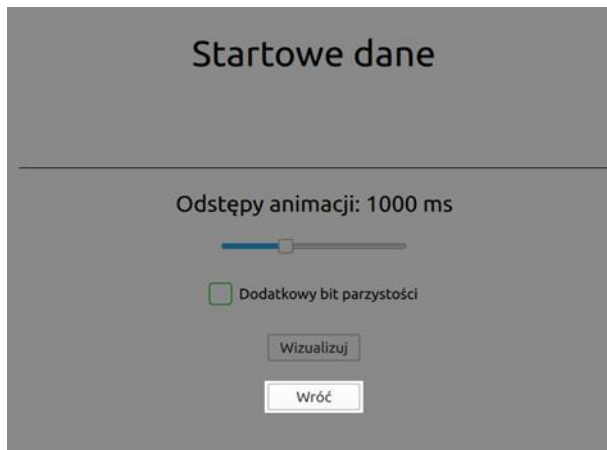 Startowe dane
Odstępy animacji: 1000 ms
Dodatkowy bit parzystości
Wizualizuj
Wróć